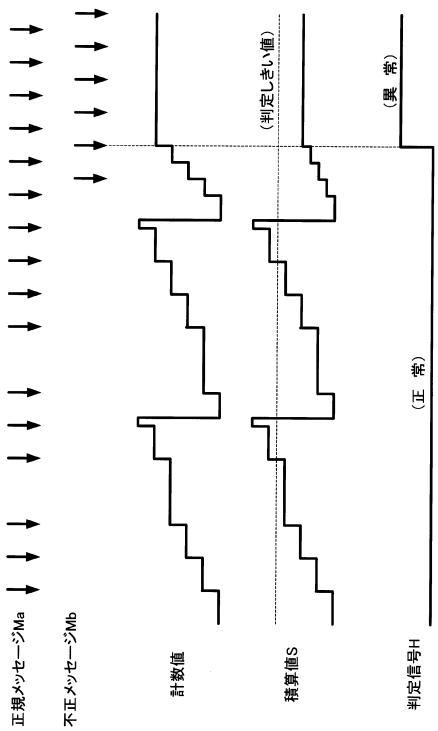 正規メッセージMa
不正メッセージMb
計数値
積算値S
(判定しきい値)
判定信号H
(正　常)
(異　常)